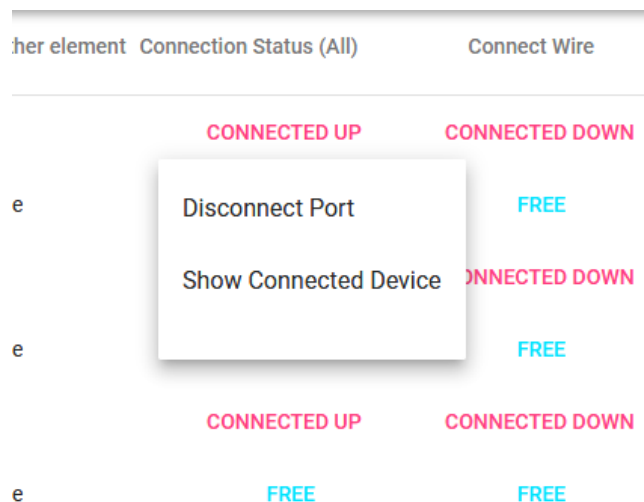 :her element Connection Status (All) Connect Wire
CONNECTED UP CONNECTED DOWN
e Disconnect Port FREE
Show Connected Device ONNECTED DOWN
e FREE
CONNECTED UP CONNECTED DOWN
e FREE FREE